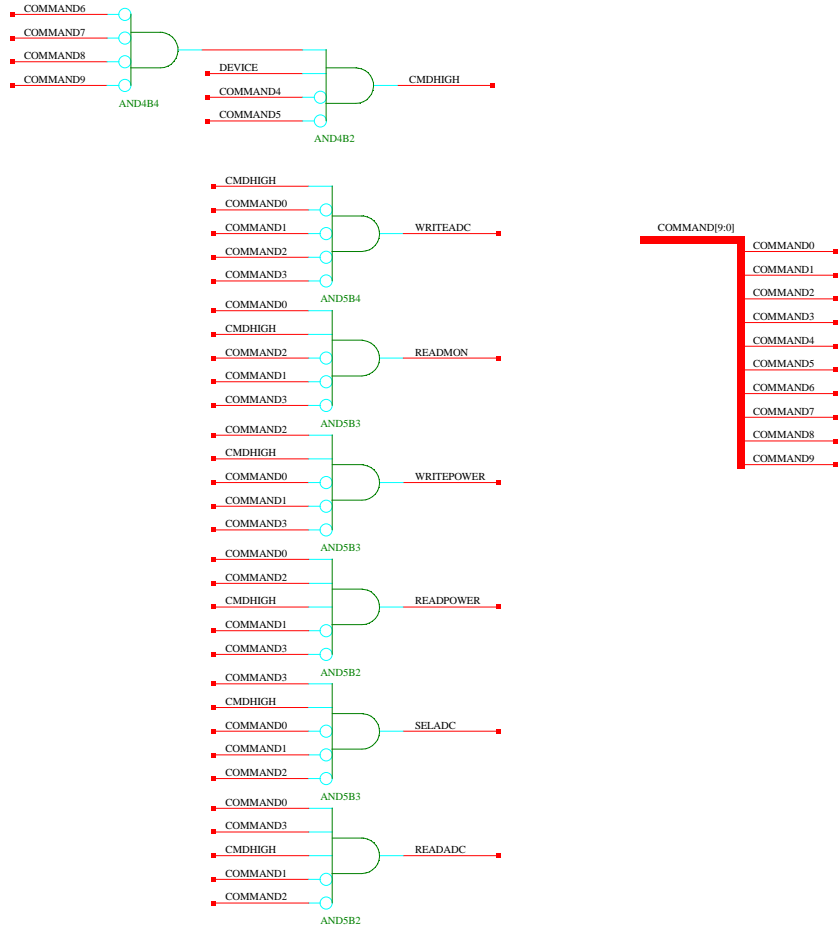 COMMAND6
COMMAND7
COMMAND8
COMMAND9
AND4B4
DEVICE
COMMAND4
COMMAND5
AND4B2
CMDHIGH
CMDHIGH
COMMAND0
COMMAND1
COMMAND2
COMMAND3
AND5B4
WRITEADC
COMMAND0
CMDHIGH
COMMAND2
COMMAND1
COMMAND3
AND5B3
READMON
COMMAND2
CMDHIGH
COMMAND0
COMMAND1
COMMAND3
AND5B3
WRITEPOWER
COMMAND0
COMMAND2
CMDHIGH
COMMAND1
COMMAND3
AND5B2
READPOWER
COMMAND3
CMDHIGH
COMMAND0
COMMAND1
COMMAND2
AND5B3
SELADC
COMMAND0
COMMAND3
CMDHIGH
COMMAND1
COMMAND2
AND5B2
READADC
COMMAND[9:0]
COMMAND0
COMMAND1
COMMAND2
COMMAND3
COMMAND4
COMMAND5
COMMAND6
COMMAND7
COMMAND8
COMMAND9